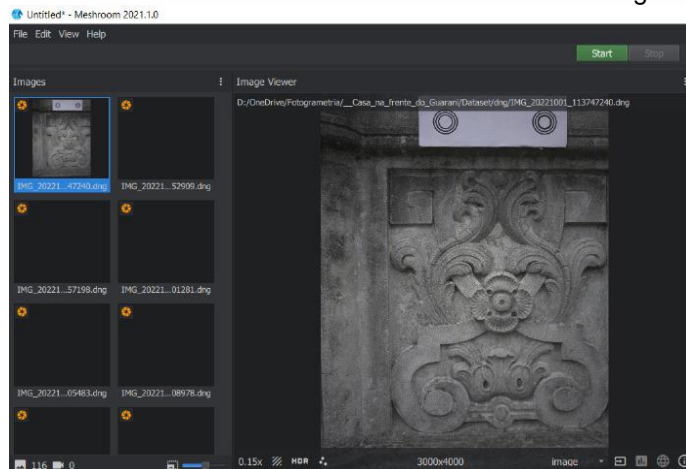 Untitled* - Meshroom 2021.1.0
File Edit View Help
Start Stop
Images
Image Viewer
D:/OneDrive/Fotogrametria/__Casa_na_frente_do_Guarani/Dataset/dng/IMG_20221001_113747240.dng
IMG_20221...47240.dng
IMG_20221...52909.dng
IMG_20221...57198.dng
IMG_20221...01281.dng
IMG_20221...05483.dng
IMG_20221...08978.dng
116 0
0.15x HDR 3000x4000 image